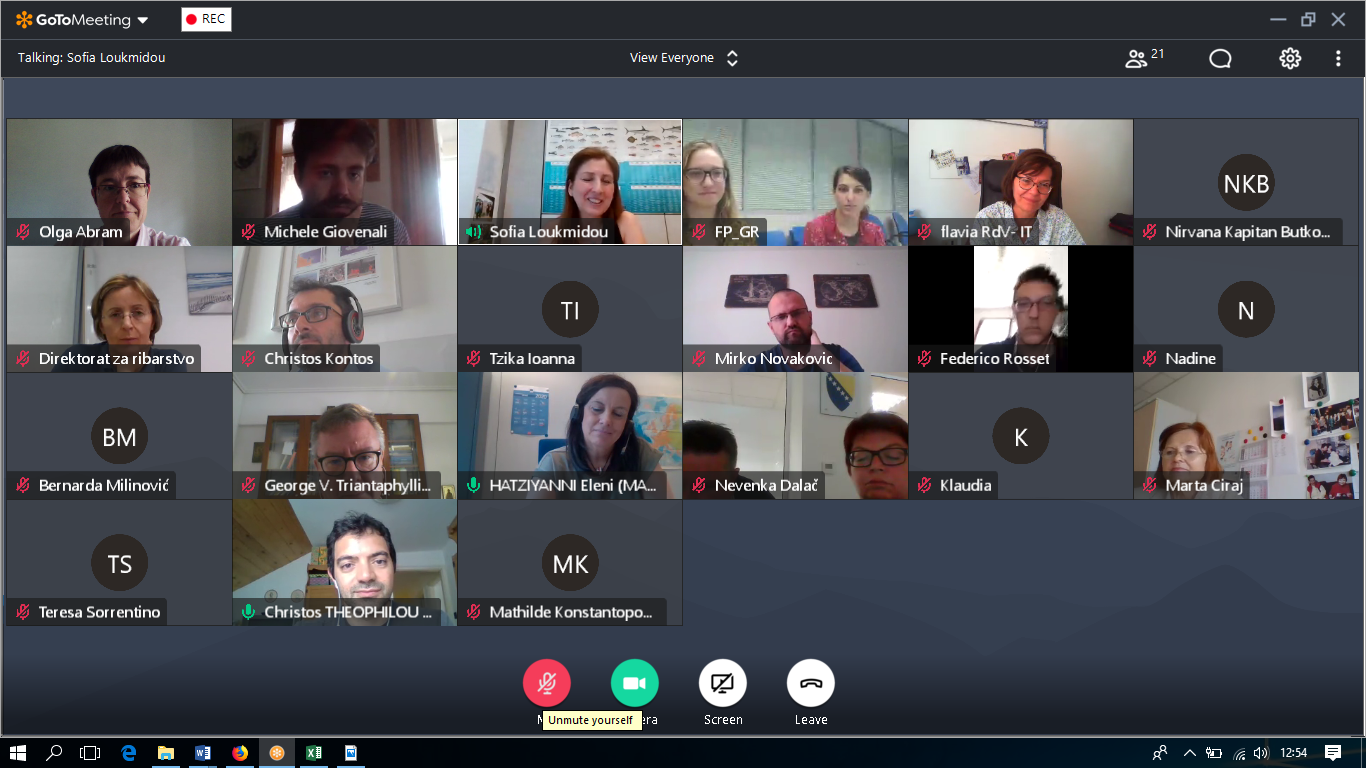 GoToMeeting
REC
Talking: Sofia Loukmidou
View Everyone
21
Olga Abram
Michele Giovenali
Sofia Loukmidou
FP_GR
flavia RdV- IT
NKB
Nirvana Kapitan Butko...
Direktorat za ribarstvo
Christos Kontos
TI
Tzika Ioanna
Mirko Novakovic
Federico Rosset
N
Nadine
BM
Bernarda Milinović
George V. Triantaphylli...
HATZIYANNI Eleni (MA...
Nevenka Dalač
K
Klaudia
Marta Ciraj
TS
Teresa Sorrentino
Christos THEOPHILOU ...
MK
Mathilde Konstantopo...
Unmute yourself
Screen
Leave
12:54